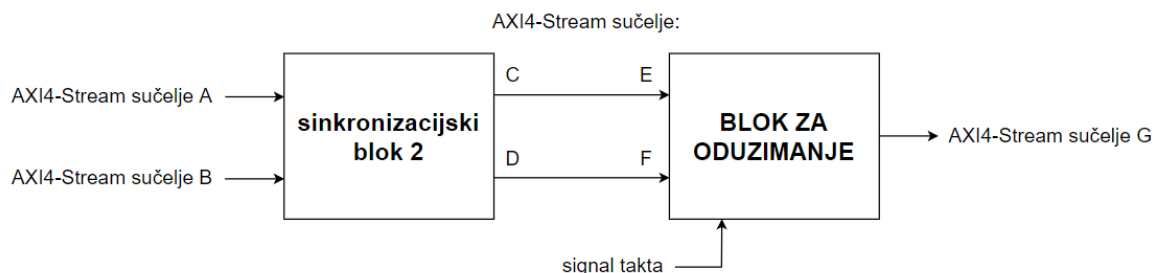 AXI4-Stream sučelje:
AXI4-Stream sučelje A
C
E
sinkronizacijski
blok 2
BLOK ZA
ODUZIMANJE
AXI4-Stream sučelje G
AXI4-Stream sučelje B
D
F
signal takta